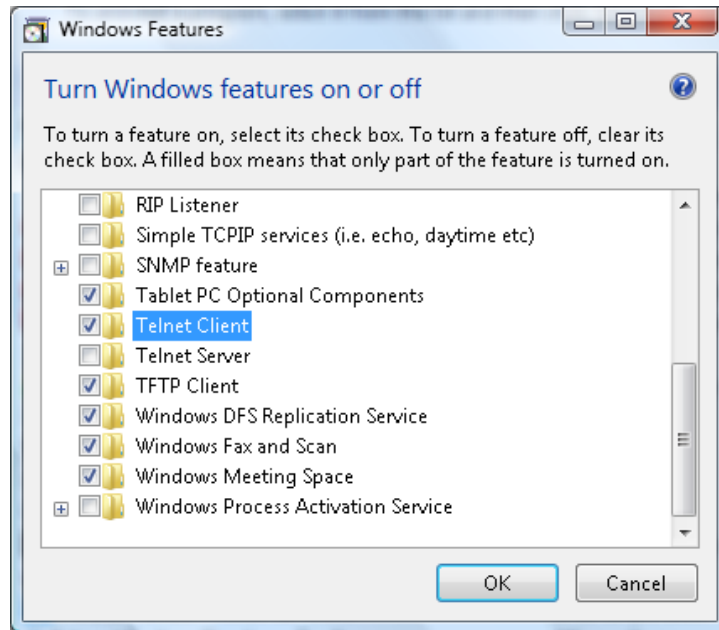 Windows Features
Turn Windows features on or off
To turn a feature on, select its check box. To turn a feature off, clear its
check box. A filled box means that only part of the feature is turned on.
RIP Listener
Simple TCPIP services (i.e. echo, daytime etc)
SNMP feature
Tablet PC Optional Components
Telnet Client
Telnet Server
TFTP Client
Windows DFS Replication Service
Windows Fax and Scan
Windows Meeting Space
Windows Process Activation Service
OK Cancel